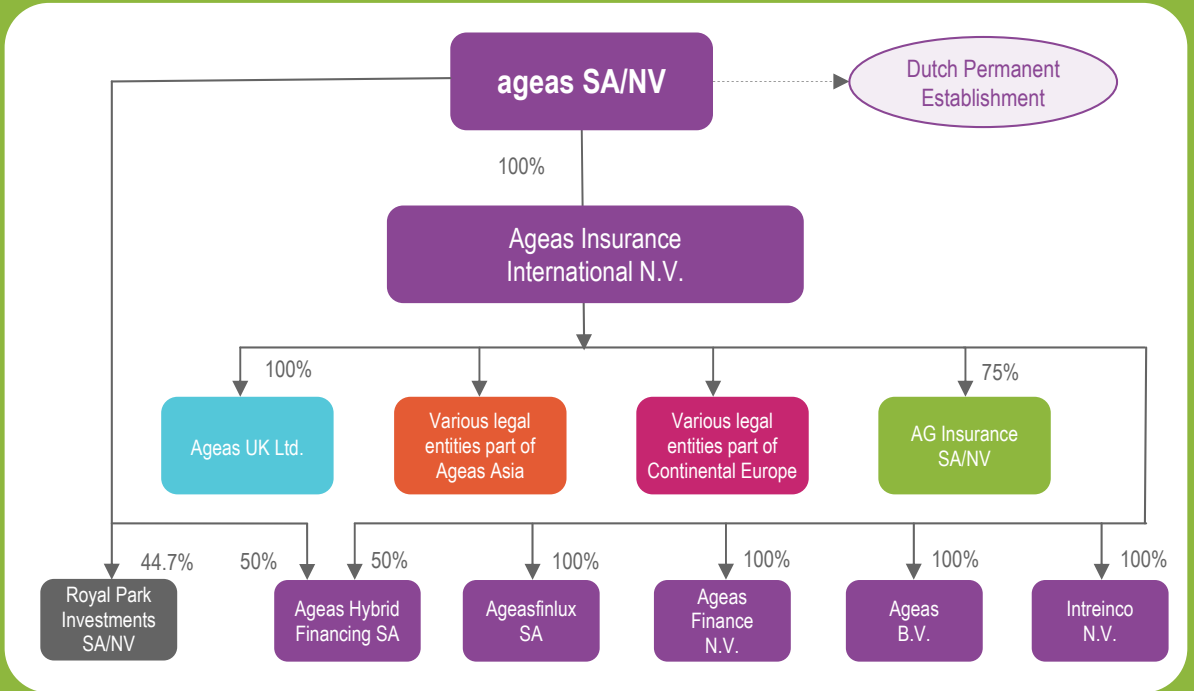 ageas SA/NV
Dutch Permanent
Establishment
100%
Ageas Insurance
International N.V.
100%
75%
Ageas UK Ltd.
Various legal
entities part of
Ageas Asia
Various legal
entities part of
Continental Europe
AG Insurance
SA/NV
44.7%
50%
50%
100%
100%
100%
100%
Royal Park
Investments
SA/NV
Ageas Hybrid
Financing SA
Ageasfinlux
SA
Ageas
Finance
N.V.
Ageas
B.V.
Intreinco
N.V.